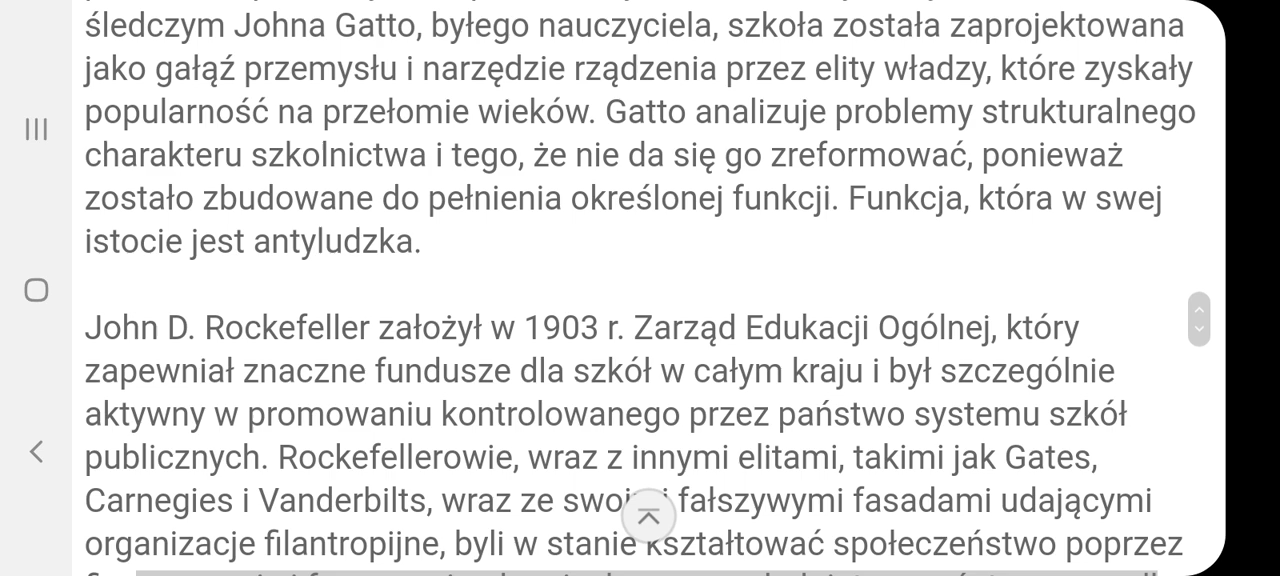 śledczym Johna Gatto, byłego nauczyciela, szkoła została zaprojektowana
jako gałąź przemysłu i narzędzie rządzenia przez elity władzy, które zyskały
popularność na przełomie wieków. Gatto analizuje problemy strukturalnego
charakteru szkolnictwa i tego, że nie da się go zreformować, ponieważ
zostało zbudowane do pełnienia określonej funkcji. Funkcja, która w swej
istocie jest antyludzka.
John D. Rockefeller założył w 1903 r. Zarząd Edukacji Ogólnej, który
zapewniał znaczne fundusze dla szkół w całym kraju i był szczególnie
aktywny w promowaniu kontrolowanego przez państwo systemu szkół
publicznych. Rockefellerowie, wraz z innymi elitami, takimi jak Gates,
Carnegies i Vanderbilts, wraz ze swoimi fałszywymi fasadami udającymi
organizacje filantropijne, byli w stanie kształtować społeczeństwo poprzez